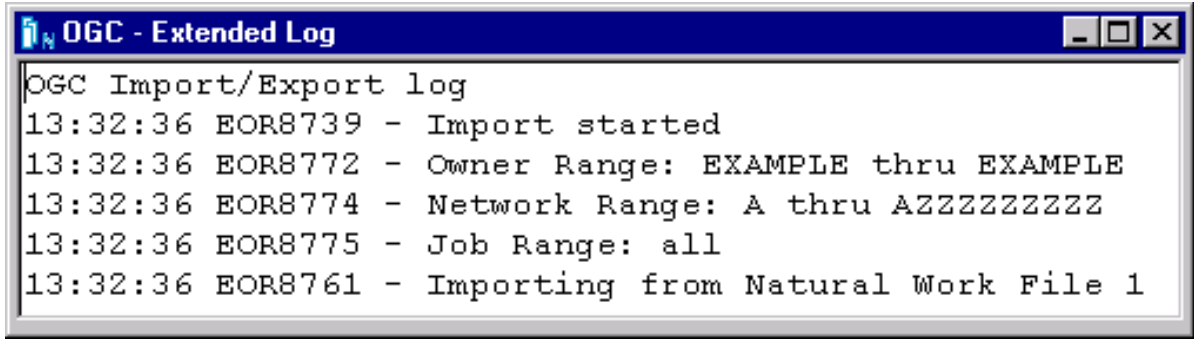 OGC - Extended Log
OGC Import/Export log
13:32:36 EOR8739 - Import started
13:32:36 EOR8772 - Owner Range: EXAMPLE thru EXAMPLE
13:32:36 EOR8774 - Network Range: A thru AZZZZZZZZZ
13:32:36 EOR8775 - Job Range: all
13:32:36 EOR8761 - Importing from Natural Work File 1